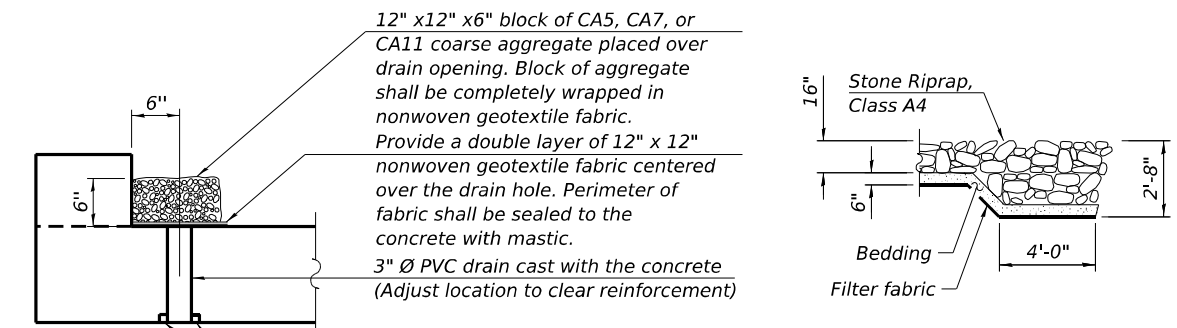 12" x12" x6" block of CA5, CA7, or
CA11 coarse aggregate placed over
drain opening. Block of aggregate
shall be completely wrapped in
nonwoven geotextile fabric.
Provide a double layer of 12" x 12"
nonwoven geotextile fabric centered
over the drain hole. Perimeter of
fabric shall be sealed to the
concrete with mastic.
3" Ø PVC drain cast with the concrete
(Adjust location to clear reinforcement)
6"
6"
16"
Stone Riprap,
Class A4
6"
2'-8"
Bedding
4'-0"
Filter fabric